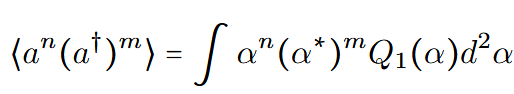 ⟨aⁿ(a†)ᵐ⟩ = ∫ αⁿ(α*)ᵐQ₁(α)d²α